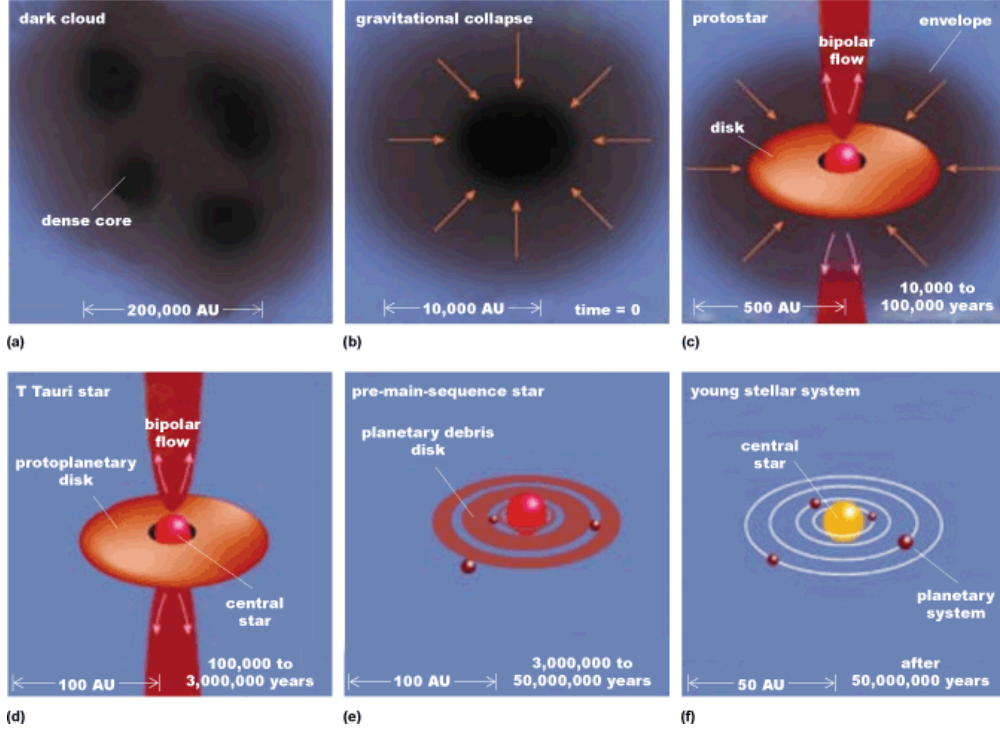 dark cloud
dense core
200,000 AU
(a)
gravitational collapse
10,000 AU
time = 0
(b)
protostar
envelope
bipolar
flow
disk
500 AU
10,000 to
100,000 years
(c)
T Tauri star
bipolar
flow
protoplanetary
disk
central
star
100 AU
100,000 to
3,000,000 years
(d)
pre-main-sequence star
planetary debris
disk
100 AU
3,000,000 to
50,000,000 years
(e)
young stellar system
central
star
planetary
system
50 AU
after
50,000,000 years
(f)